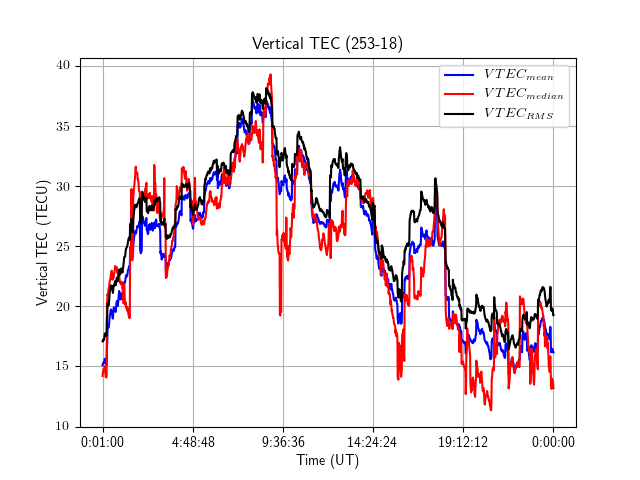 Vertical TEC (253-18)
VTEC_mean
VTEC_median
VTEC_RMS
Vertical TEC (TECU)
40
35
30
25
20
15
10
0:01:00 4:48:48 9:36:36 14:24:24 19:12:12 0:00:00
Time (UT)